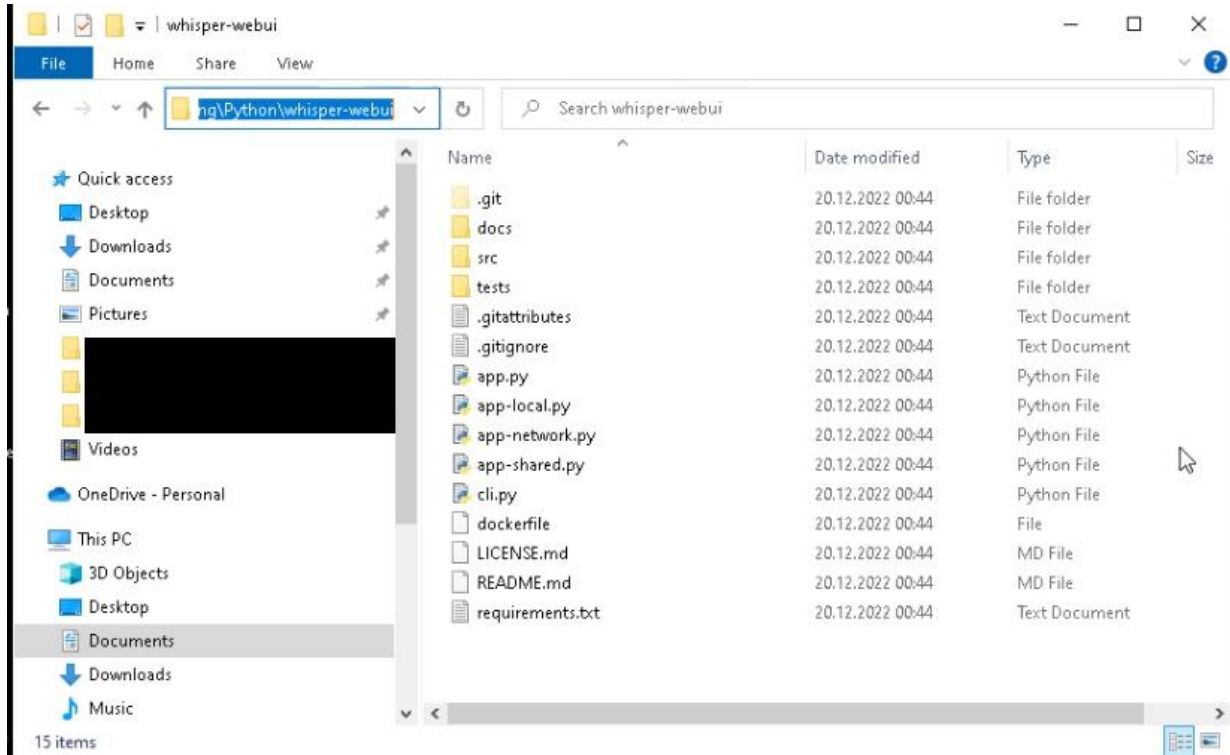 whisper-webui
File Home Share View
ng\Python\whisper-webui Search whisper-webui
Name Date modified Type Size
Quick access
Desktop
Downloads
Documents
Pictures
Videos
OneDrive - Personal
This PC
3D Objects
Desktop
Documents
Downloads
Music
.git 20.12.2022 00:44 File folder
docs 20.12.2022 00:44 File folder
src 20.12.2022 00:44 File folder
tests 20.12.2022 00:44 File folder
.gitattributes 20.12.2022 00:44 Text Document
.gitignore 20.12.2022 00:44 Text Document
app.py 20.12.2022 00:44 Python File
app-local.py 20.12.2022 00:44 Python File
app-network.py 20.12.2022 00:44 Python File
app-shared.py 20.12.2022 00:44 Python File
cli.py 20.12.2022 00:44 Python File
dockerfile 20.12.2022 00:44 File
LICENSE.md 20.12.2022 00:44 MD File
README.md 20.12.2022 00:44 MD File
requirements.txt 20.12.2022 00:44 Text Document
15 items